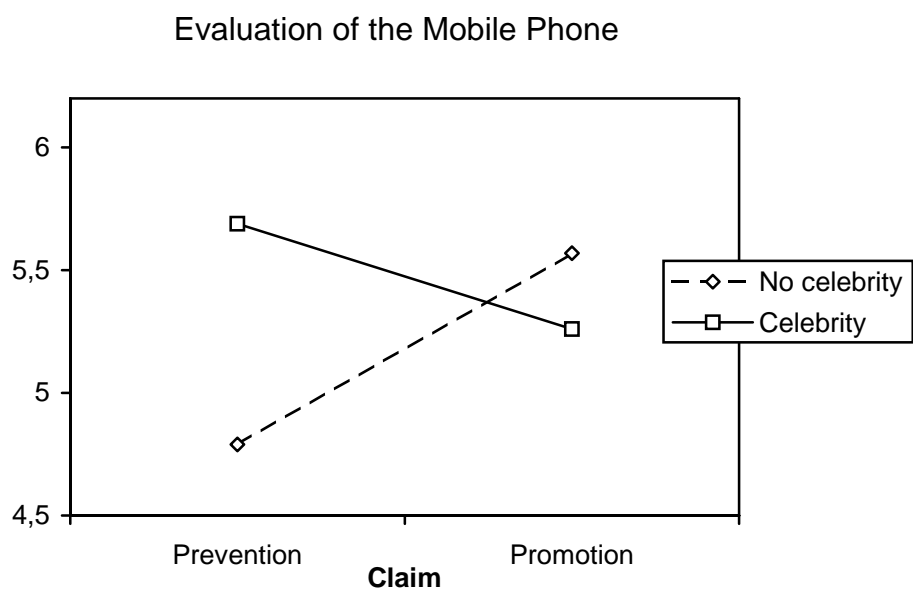 Evaluation of the Mobile Phone
6
5,5
5
4,5
No celebrity
Celebrity
Prevention
Promotion
Claim